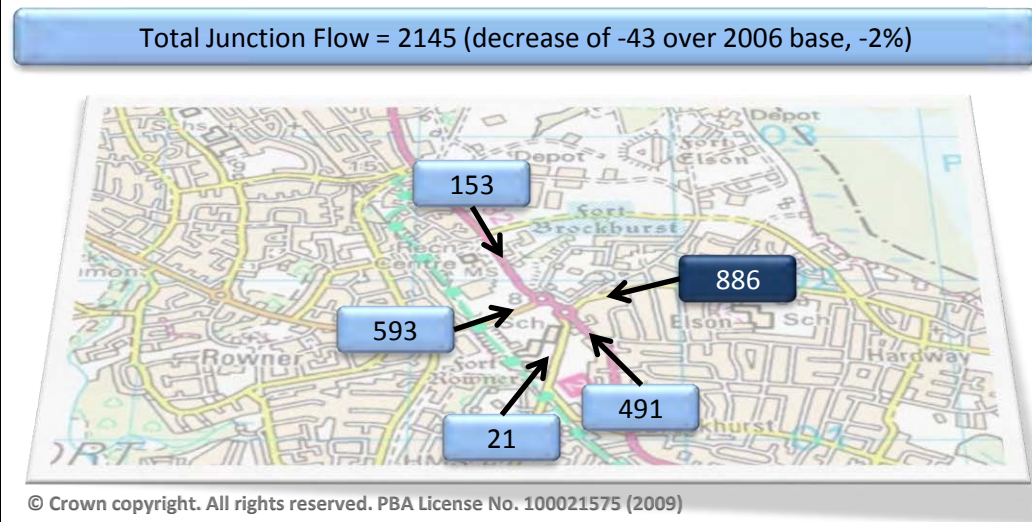 Total Junction Flow = 2145 (decrease of -43 over 2006 base, -2%)
Depot
Schs
Depot
Fort
Elson
153
Fort
Brockhurst
Centre
886
593
Sch
Elson
Sch
Rowner
Fort
Rowner
Hardway
491
21
khurst
© Crown copyright. All rights reserved. PBA License No. 100021575 (2009)